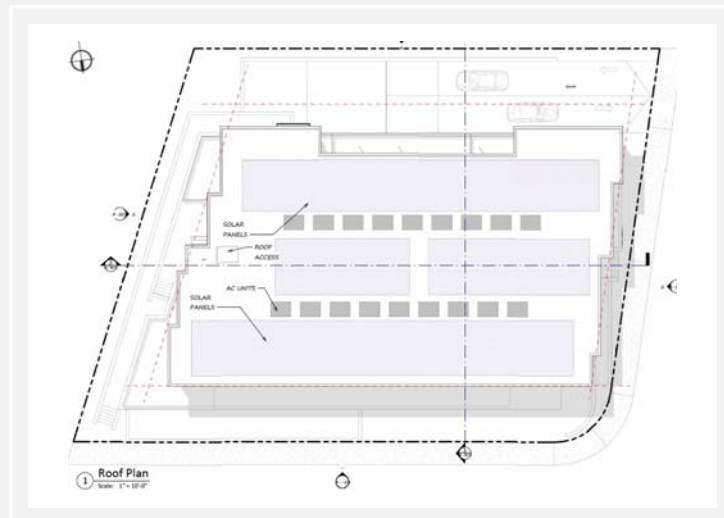 SOLAR
PANELS
ROOF
ACCESS
AC UNITS
SOLAR
PANELS
1
Roof Plan
Scale: 1" = 10'-0"